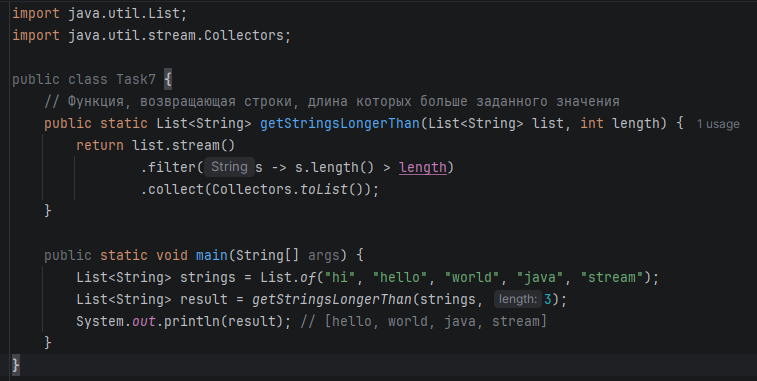 import java.util.List;
import java.util.stream.Collectors;
public class Task7 {
// Функция, возвращающая строки, длина которых больше заданного значения
public static List<String> getStringsLongerThan(List<String> list, int length) { 1 usage
return list.stream()
.filter( String s -> s.length() > length)
.collect(Collectors.toList());
}
public static void main(String[] args) {
List<String> strings = List.of("hi", "hello", "world", "java", "stream");
List<String> result = getStringsLongerThan(strings, length: 3);
System.out.println(result); // [hello, world, java, stream]
}
}